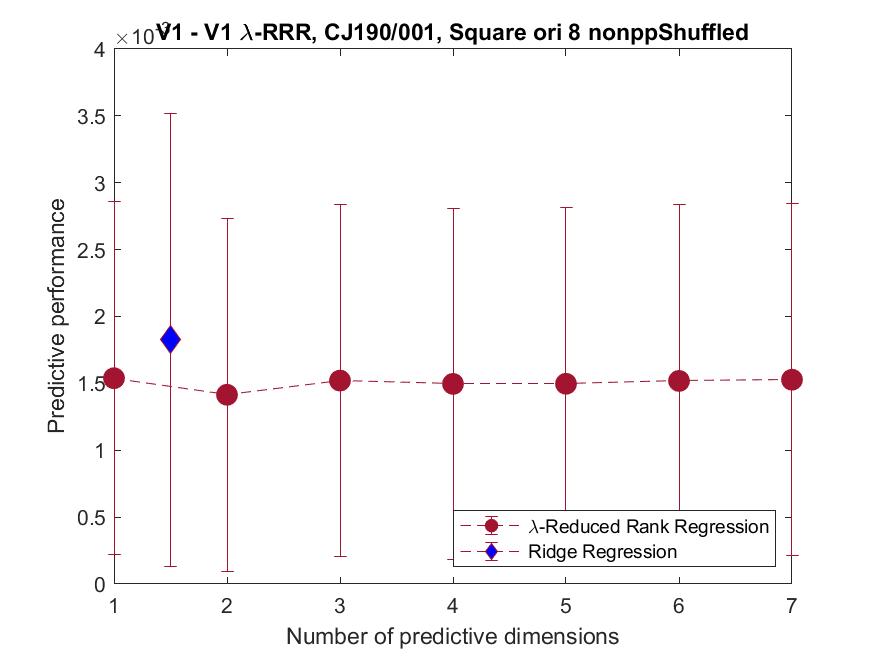 ×10⁻³
V1 - V1 λ-RRR, CJ190/001, Square ori 8 nonppShuffled
4
3.5
3
2.5
2
1.5
1
0.5
0
Predictive performance
1 2 3 4 5 6 7
Number of predictive dimensions
λ-Reduced Rank Regression
Ridge Regression